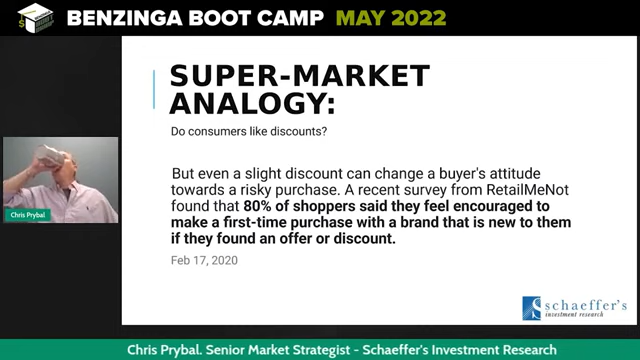 BENZINGA BOOT CAMP MAY 2022
SUPER-MARKET
ANALOGY:
Do consumers like discounts?
But even a slight discount can change a buyer's attitude
towards a risky purchase. A recent survey from RetailMeNot
found that 80% of shoppers said they feel encouraged to
make a first-time purchase with a brand that is new to them
if they found an offer or discount.
Feb 17, 2020
Chris Prybal
schaeffer's
investment research
Chris Prybal. Senior Market Strategist - Schaeffer's Investment Research